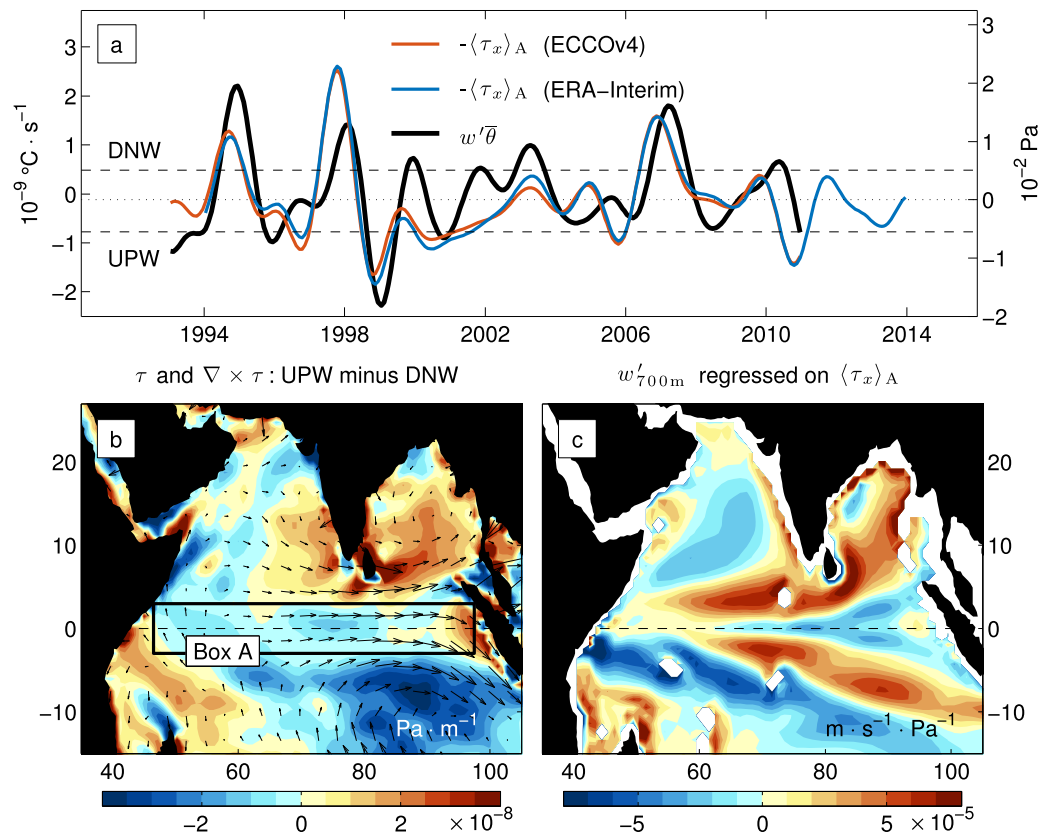 a
-⟨τx⟩A (ECCOv4)
-⟨τx⟩A (ERA−Interim)
w′θ̅
DNW
UPW
10⁻⁹ °C · s⁻¹
3
2
1
0
−1
−2
10⁻² Pa
3
2
1
0
−1
−2
1994 1998 2002 2006 2010 2014
τ and ∇ × τ : UPW minus DNW
b
20
10
0
−10
Box A
Pa · m⁻¹
40 60 80 100
−2 0 2 ×10⁻⁸
w′700m regressed on ⟨τx⟩A
c
20
10
0
−10
m · s⁻¹ · Pa⁻¹
40 60 80 100
−5 0 5 ×10⁻⁵